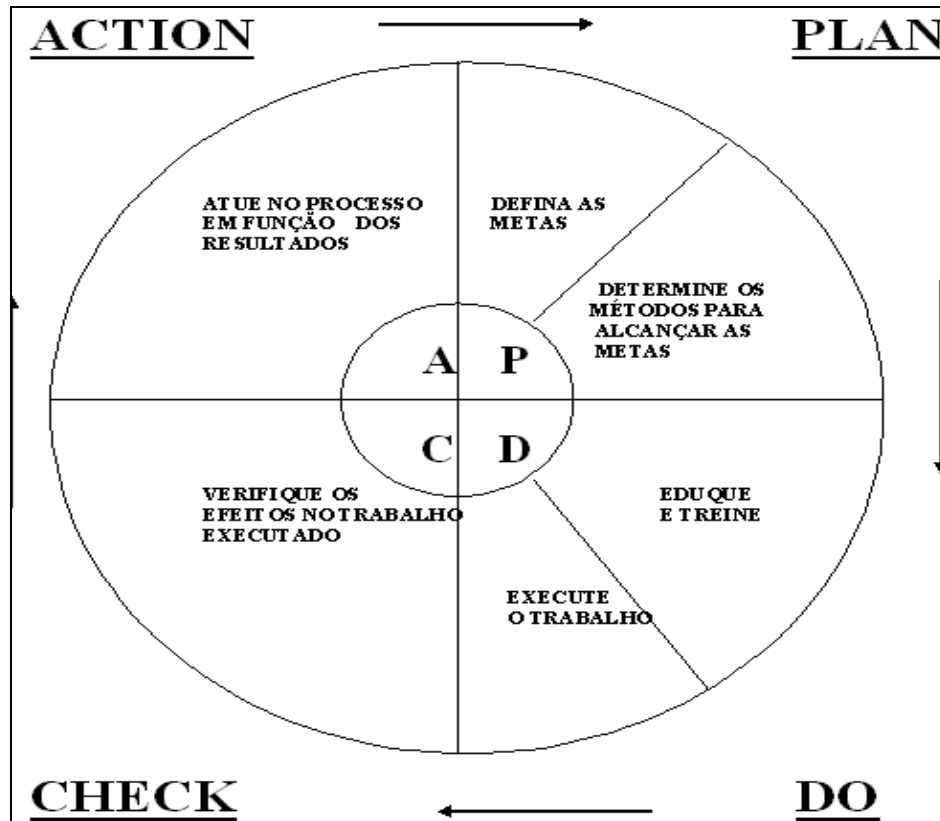 ACTION
PLAN
ATUE NO PROCESSO
EM FUNÇÃO DOS
RESULTADOS
DEFINA AS
METAS
DETERMINE OS
MÉTODOS PARA
ALCANÇAR AS
METAS
A
P
C
D
VERIFIQUE OS
EFEITOS NO TRABALHO
EXECUTADO
EDUQUE
E TREINE
EXECUTE
O TRABALHO
CHECK
DO